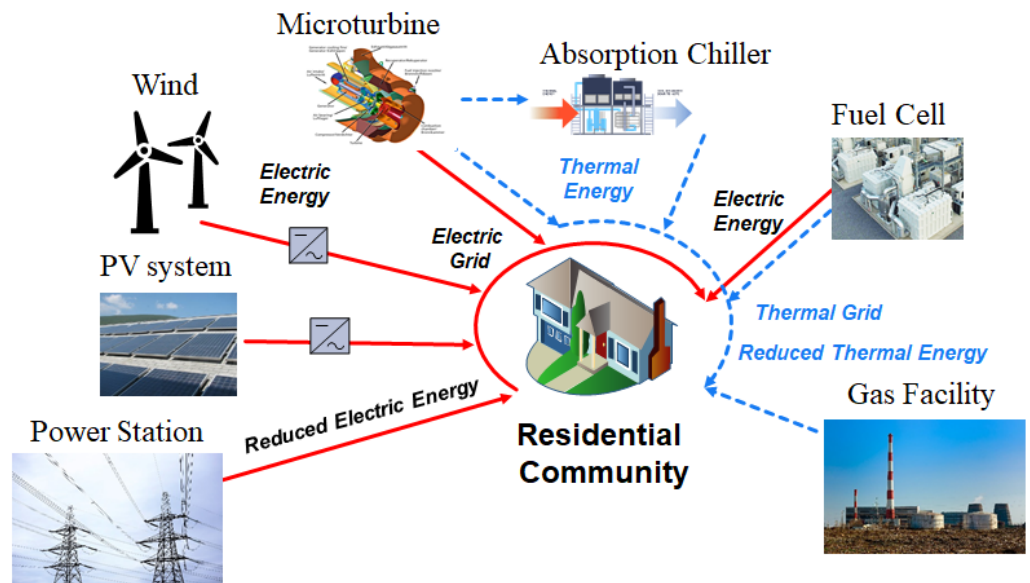 Microturbine
Absorption Chiller
Wind
Fuel Cell
Electric
Energy
Thermal
Energy
Electric
Energy
Electric
Grid
PV system
Thermal Grid
Reduced Thermal Energy
Gas Facility
Reduced Electric Energy
Power Station
Residential
Community